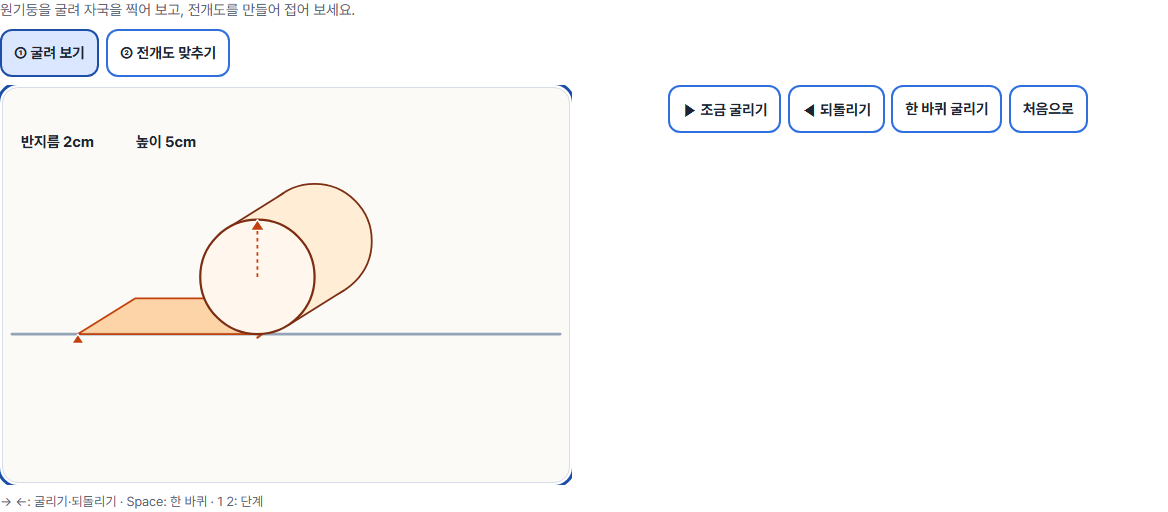 원기둥을 굴려 자국을 찍어 보고, 전개도를 만들어 접어 보세요.
① 굴려 보기
② 전개도 맞추기
▶ 조금 굴리기
◀ 되돌리기
한 바퀴 굴리기
처음으로
반지름 2cm
높이 5cm
→ ←: 굴리기·되돌리기 · Space: 한 바퀴 · 1 2: 단계